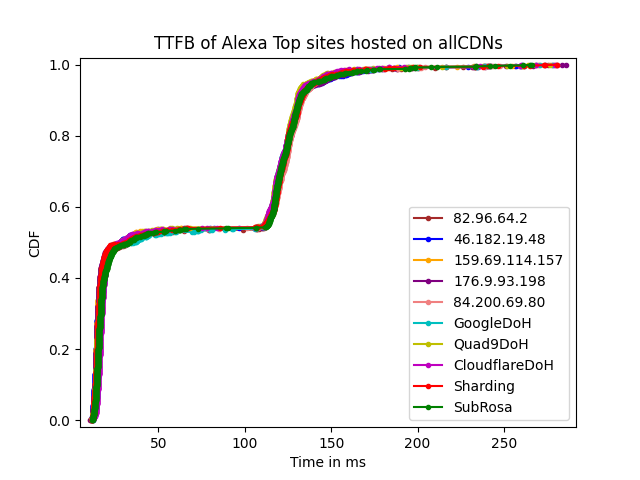 TTFB of Alexa Top sites hosted on allCDNs
CDF
1.0
0.8
0.6
0.4
0.2
0.0
82.96.64.2
46.182.19.48
159.69.114.157
176.9.93.198
84.200.69.80
GoogleDoH
Quad9DoH
CloudflareDoH
Sharding
SubRosa
50 100 150 200 250
Time in ms